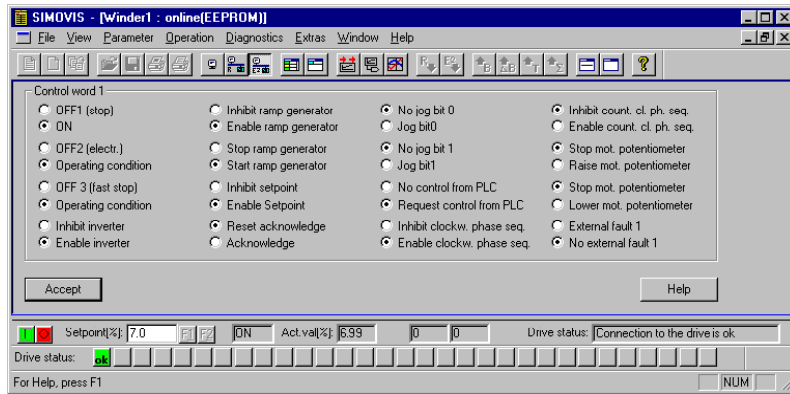 SIMOVIS - [Winder1 : online(EEPROM)]
File View Parameter Operation Diagnostics Extras Window Help
Control word 1
OFF1 (stop) Inhibit ramp generator No jog bit 0 Inhibit count. cl. ph. seq.
ON Enable ramp generator Jog bit0 Enable count. cl. ph. seq.
OFF2 (electr.) Stop ramp generator No jog bit 1 Stop mot. potentiometer
Operating condition Start ramp generator Jog bit1 Raise mot. potentiometer
OFF 3 (fast stop) Inhibit setpoint No control from PLC Stop mot. potentiometer
Operating condition Enable Setpoint Request control from PLC Lower mot. potentiometer
Inhibit inverter Reset acknowledge Inhibit clockw. phase seq. External fault 1
Enable inverter Acknowledge Enable clockw. phase seq. No external fault 1
Accept Help
Setpoint[%]: 7.0 F1 F2 ON Act.val[%]: 6.99 0 0 Drive status: Connection to the drive is ok
Drive status: ok
For Help, press F1 NUM